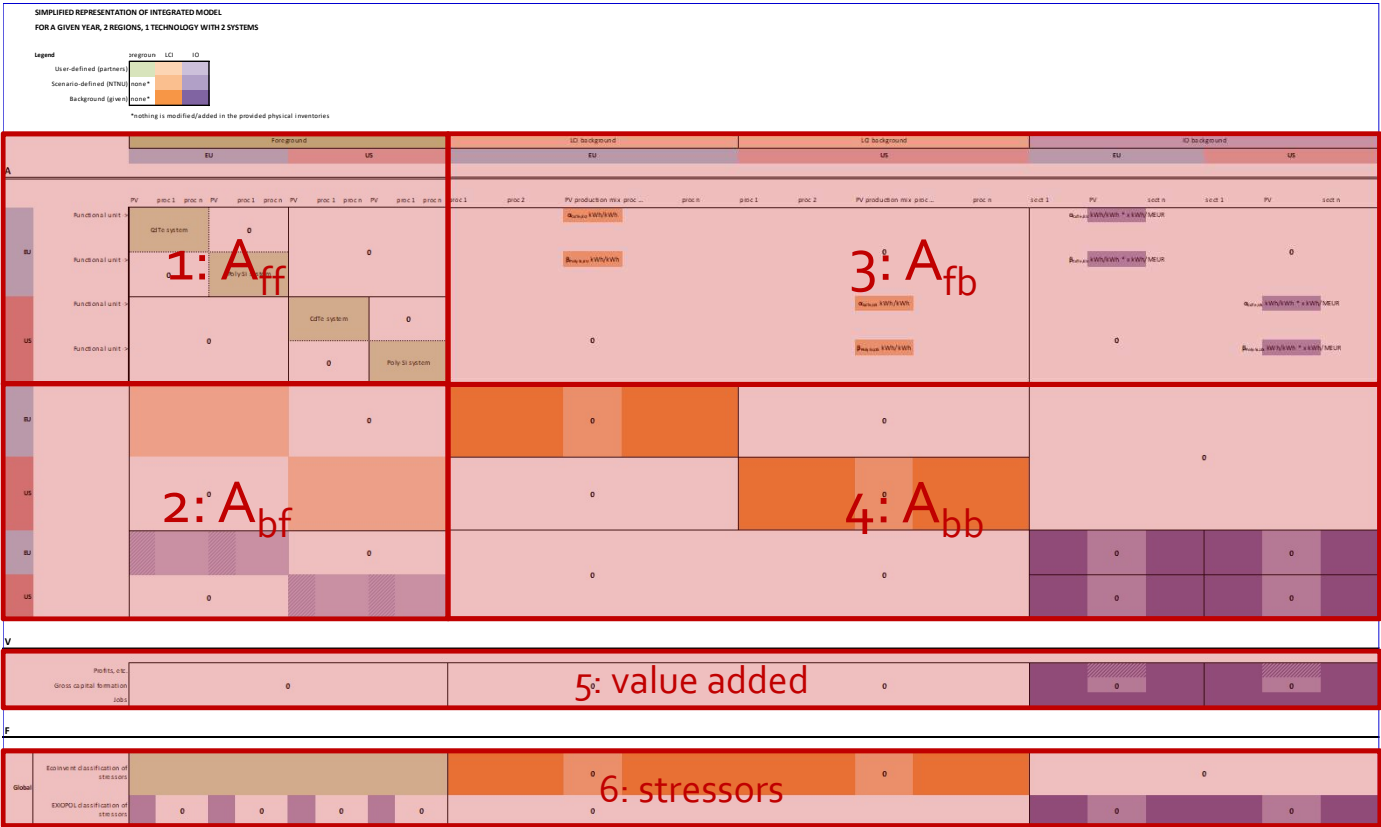 SIMPLIFIED REPRESENTATION OF INTEGRATED MODEL
FOR A GIVEN YEAR, 2 REGIONS, 1 TECHNOLOGY WITH 2 SYSTEMS
Legend oregroun LCI IO
User-defined (partners)
Scenario-defined (NTNU) none*
Background (given) none*
*nothing is modified/added in the provided physical inventories
Foreground LCI background LCI background IO background
EU US EU US EU US
A
PV proc 1 proc n PV proc 1 proc n PV proc 1 proc n PV proc 1 proc n proc 1 proc 2 PV production mix proc ... proc n proc 1 proc 2 PV production mix proc ... proc n sect 1 PV sect n sect 1 PV sect n
Functional unit -> kWh/kWh kWh/kWh * x kWh/MEUR
CdTe system 0
EU 0 0 0
1: Aff 3: Afb
Functional unit -> 0 Poly Si system kWh/kWh kWh/kWh * x kWh/MEUR
Functional unit -> kWh/kWh kWh/kWh * x kWh/MEUR
CdTe system 0
US 0 0 0
Functional unit -> kWh/kWh kWh/kWh * x kWh/MEUR
0 Poly Si system
EU 0 0 0
0
US 0 0 0
2: Abf 4: Abb
EU 0 0 0
0 0
US 0 0 0
V
Profits, etc.
Gross capital formation 0 0 0 0 0
5: value added
Jobs
F
Ecoinvent classification of
stressors 0 0 0
Global
6: stressors
EXIOPOL classification of
stressors 0 0 0 0 0 0 0